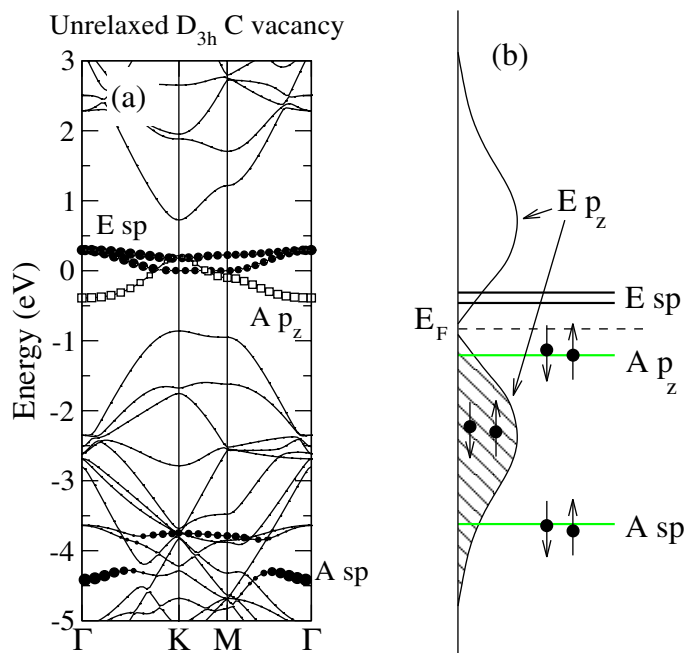 Unrelaxed D3h C vacancy
(a)
(b)
3
2
1
0
-1
-2
-3
-4
-5
Energy (eV)
E sp
A pz
A sp
Γ K M Γ
E pz
E sp
EF
A pz
A sp